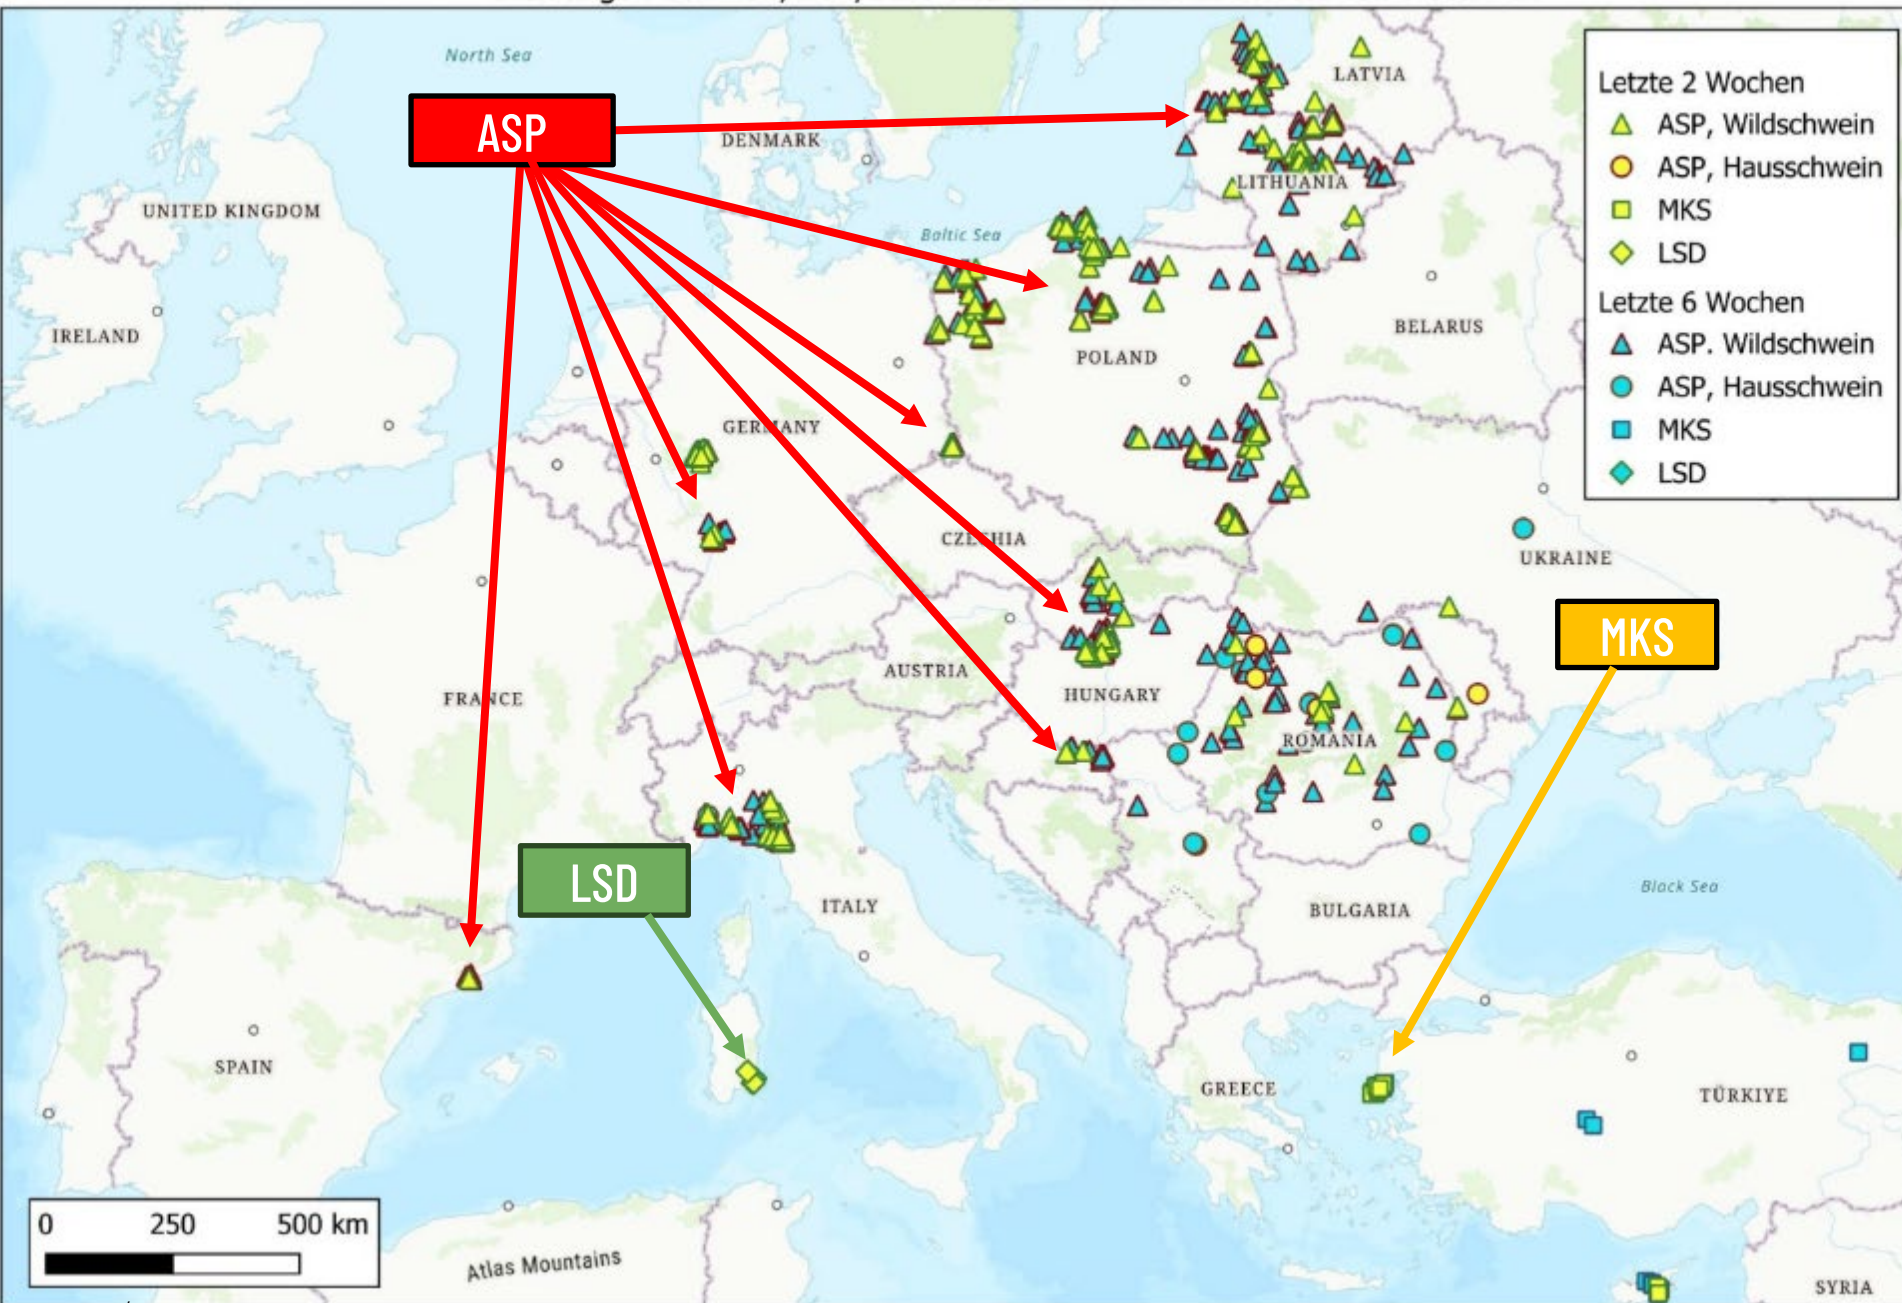 North Sea
LATVIA
Letzte 2 Wochen
ASP, Wildschwein
ASP, Hausschwein
MKS
LSD
Letzte 6 Wochen
ASP. Wildschwein
ASP, Hausschwein
MKS
LSD
ASP
DENMARK
LITHUANIA
UNITED KINGDOM
Baltic Sea
IRELAND
BELARUS
POLAND
GERMANY
CZECHIA
UKRAINE
MKS
AUSTRIA
HUNGARY
FRANCE
ROMANIA
LSD
Black Sea
ITALY
BULGARIA
SPAIN
GREECE
TÜRKIYE
0 250 500 km
Atlas Mountains
SYRIA